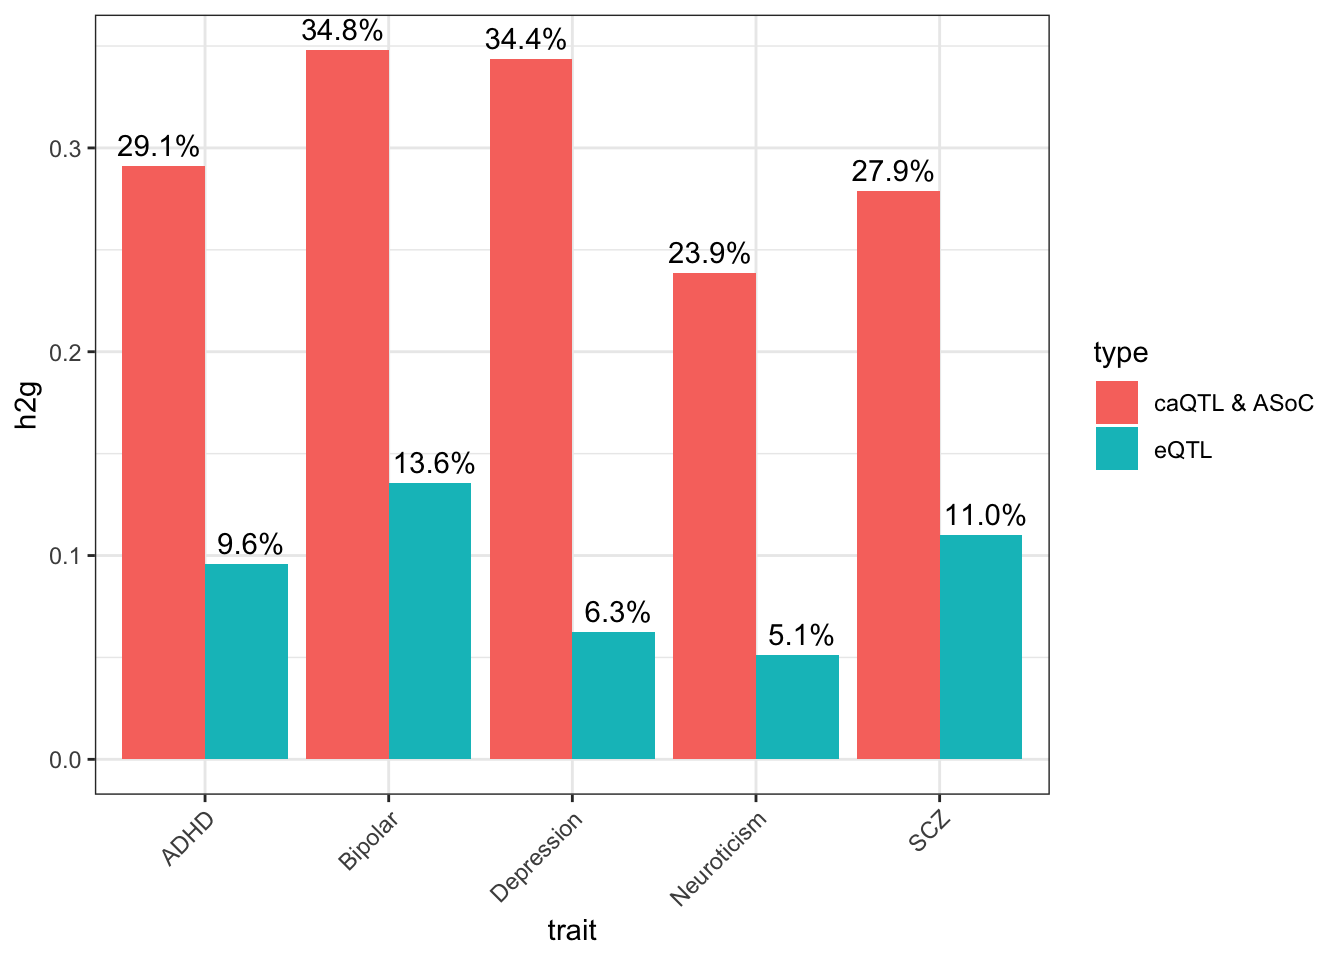 34.8%
34.4%
29.1%
27.9%
23.9%
13.6%
11.0%
9.6%
6.3%
5.1%
0.3
0.2
0.1
0.0
h2g
ADHD
Bipolar
Depression
Neuroticism
SCZ
trait
type
caQTL & ASoC
eQTL